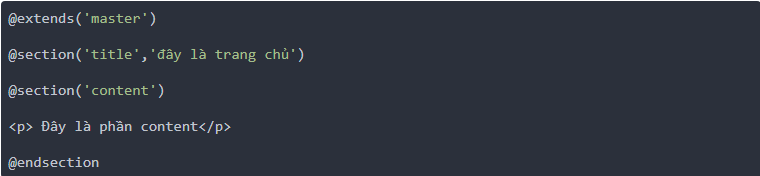 @extends('master')
@section('title','đây là trang chủ')
@section('content')
<p> Đây là phần content</p>
@endsection